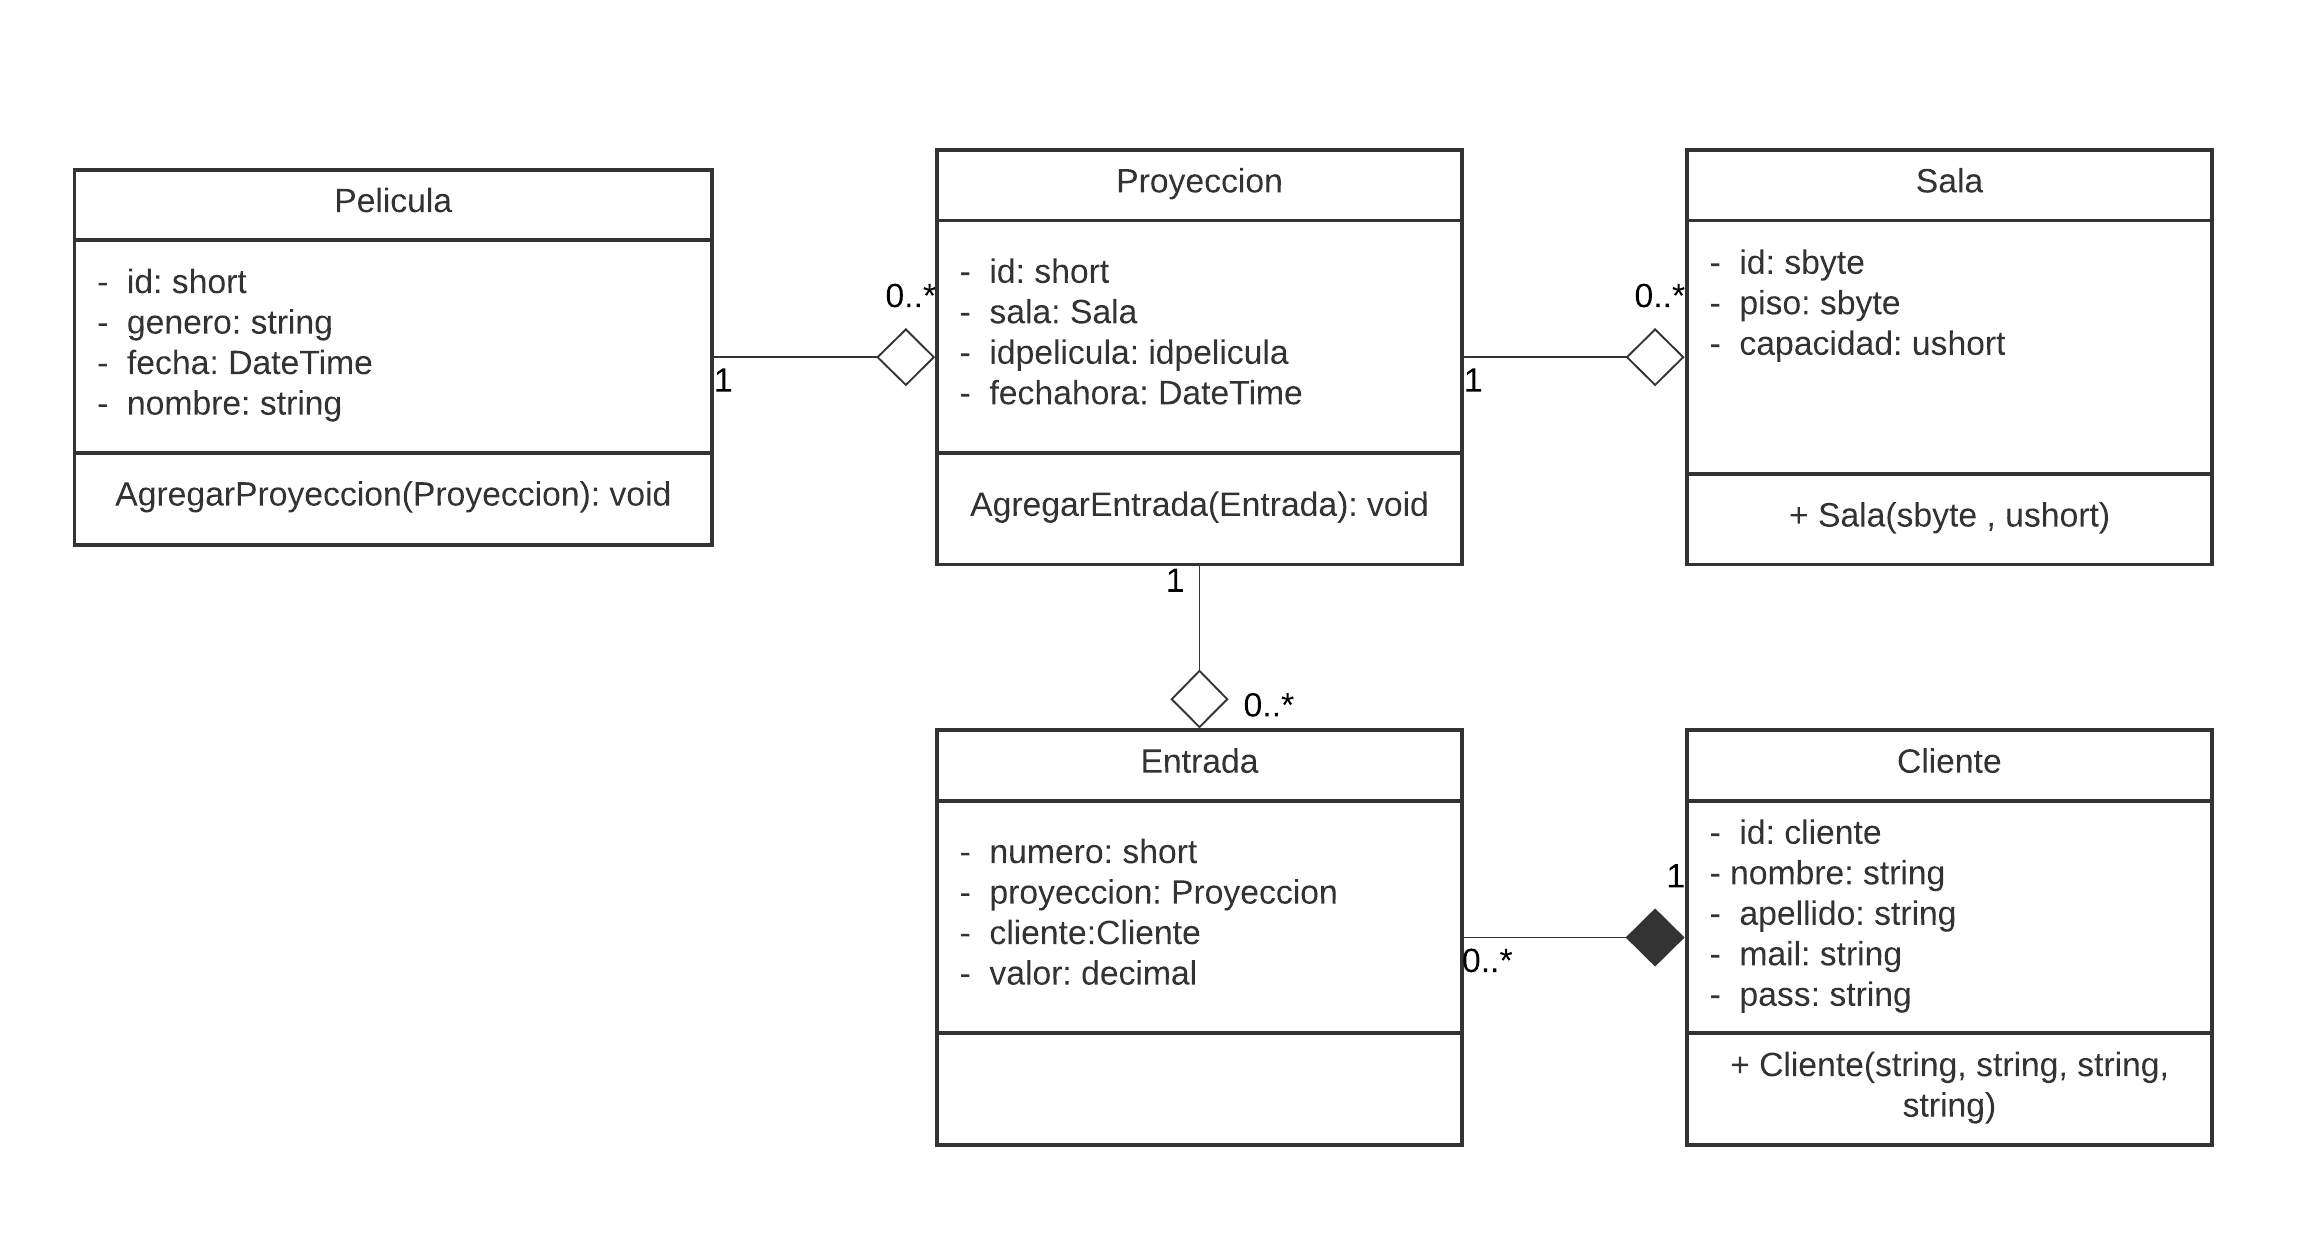 Pelicula
- id: short
- genero: string
- fecha: DateTime
- nombre: string
AgregarProyeccion(Proyeccion): void
1
0..*
Proyeccion
- id: short
- sala: Sala
- idpelicula: idpelicula
- fechahora: DateTime
AgregarEntrada(Entrada): void
1
0..*
Sala
- id: sbyte
- piso: sbyte
- capacidad: ushort
+ Sala(sbyte , ushort)
1
0..*
Entrada
- numero: short
- proyeccion: Proyeccion
- cliente:Cliente
- valor: decimal
0..*
1
Cliente
- id: cliente
- nombre: string
- apellido: string
- mail: string
- pass: string
+ Cliente(string, string, string,
string)